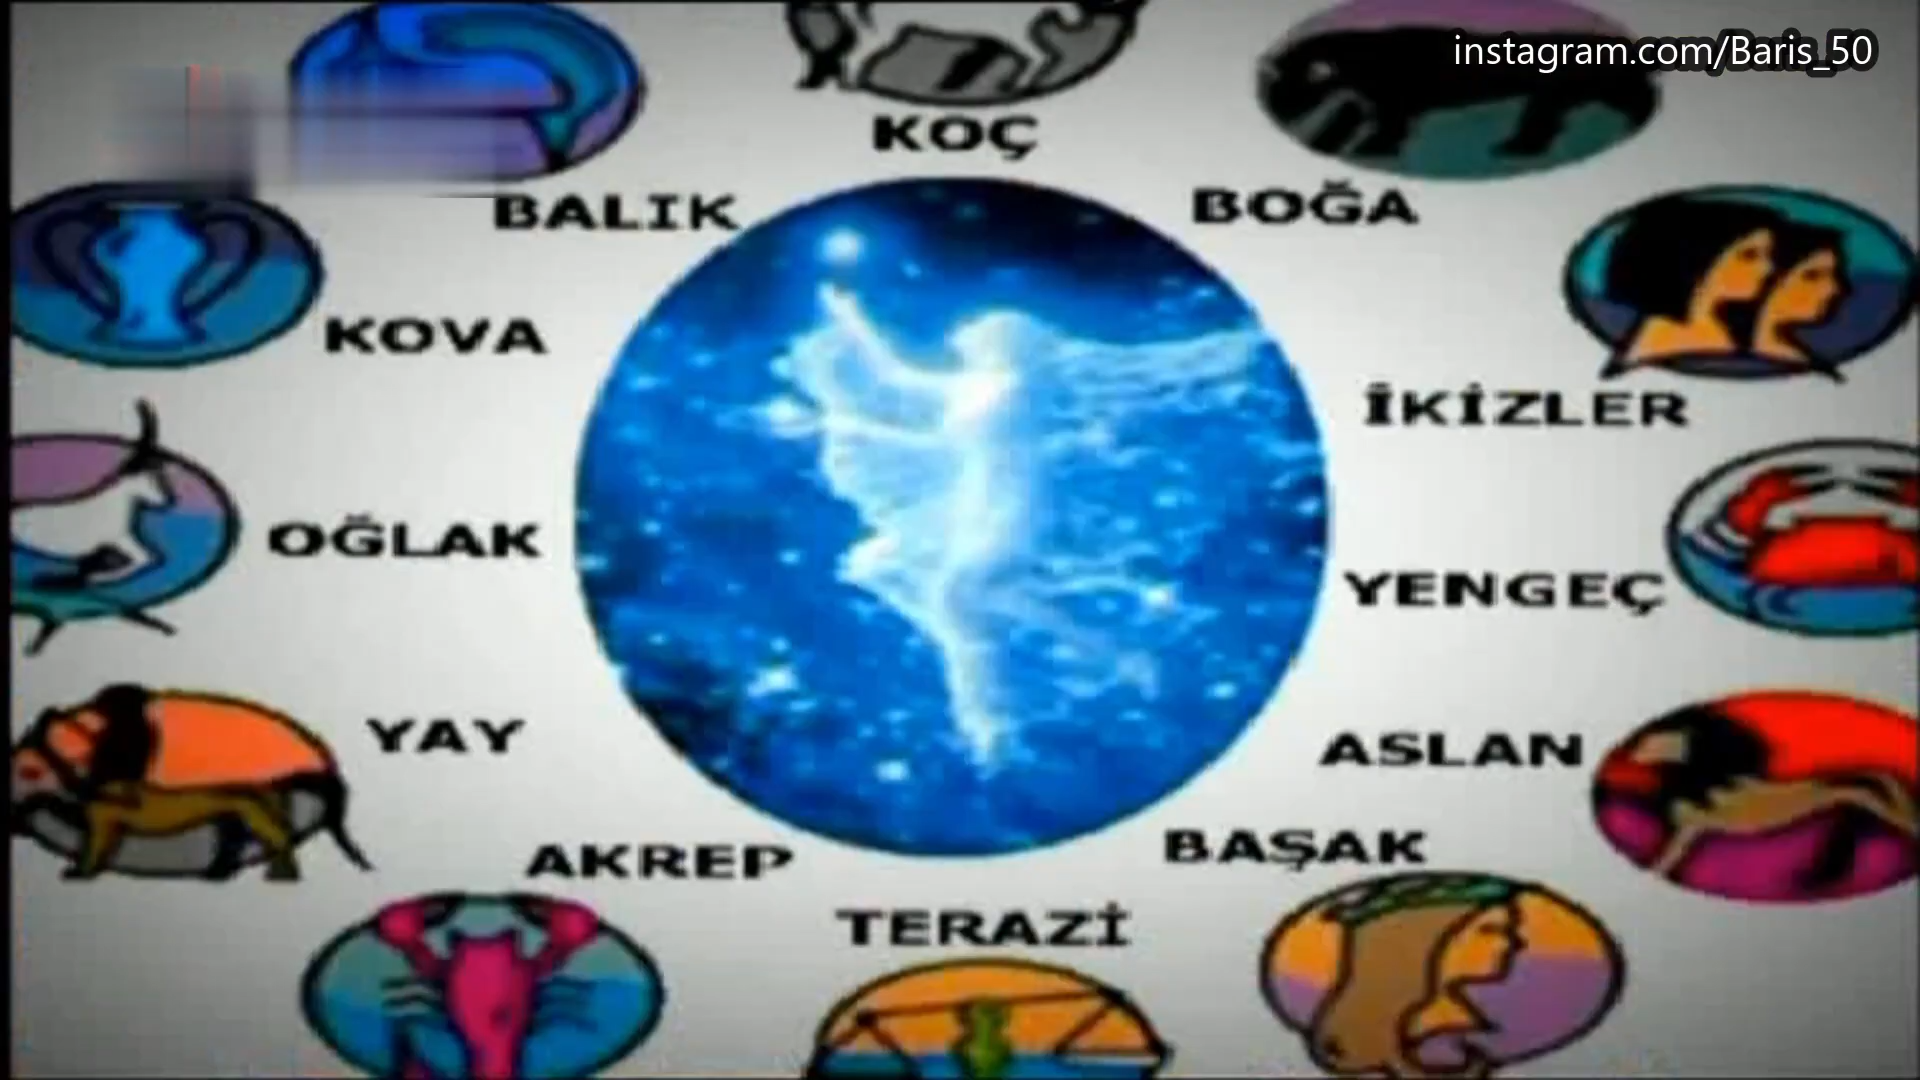 instagram.com/Baris_50
KOÇ
BALIK
BOĞA
KOVA
İKİZLER
OĞLAK
YENGEÇ
YAY
ASLAN
AKREP
BAŞAK
TERAZİ